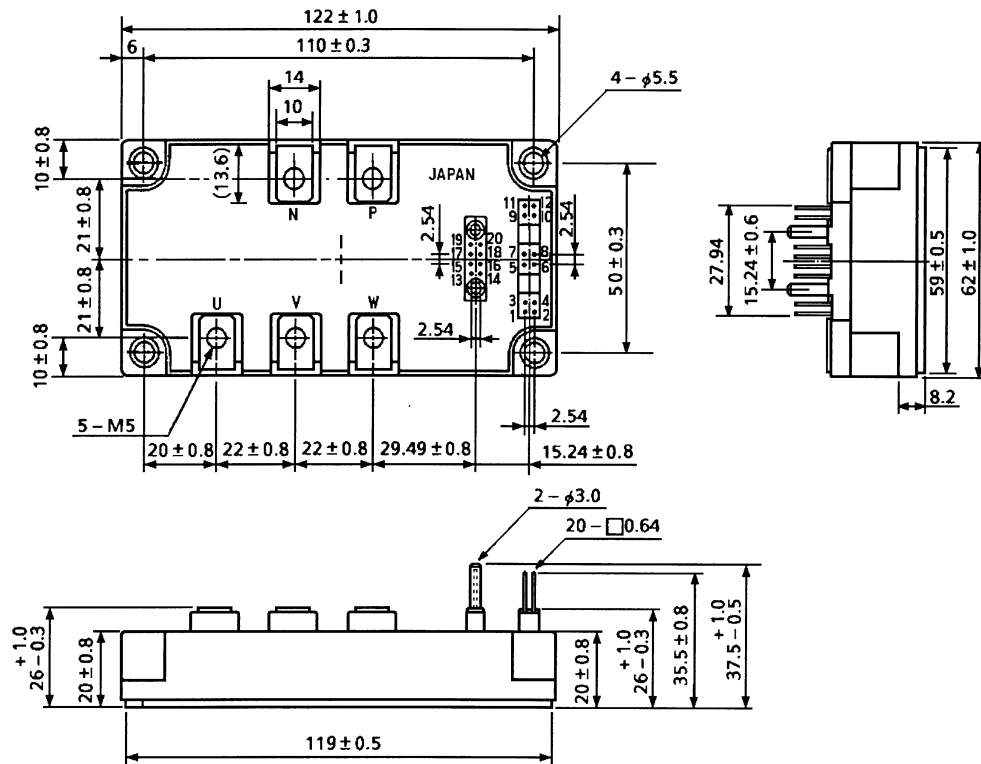 122 ± 1.0
6
110 ± 0.3
14
4 – ϕ5.5
10
10 ± 0.8
(13.6)
JAPAN
N
P
2.54
11 12
9 10
2.54
19 20
17 18
15 16
13 14
7 8
5 6
3 4
1 2
21 ± 0.8
21 ± 0.8
50 ± 0.3
27.94
15.24 ± 0.6
59 ± 0.5
62 ± 1.0
U
V
W
2.54
10 ± 0.8
8.2
5 – M5
2.54
20 ± 0.8
22 ± 0.8
22 ± 0.8
29.49 ± 0.8
15.24 ± 0.8
2 – ϕ3.0
20 – □0.64
+ 1.0
26 – 0.3
20 ± 0.8
20 ± 0.8
+ 1.0
26 – 0.3
35.5 ± 0.8
+ 1.0
37.5 – 0.5
119 ± 0.5